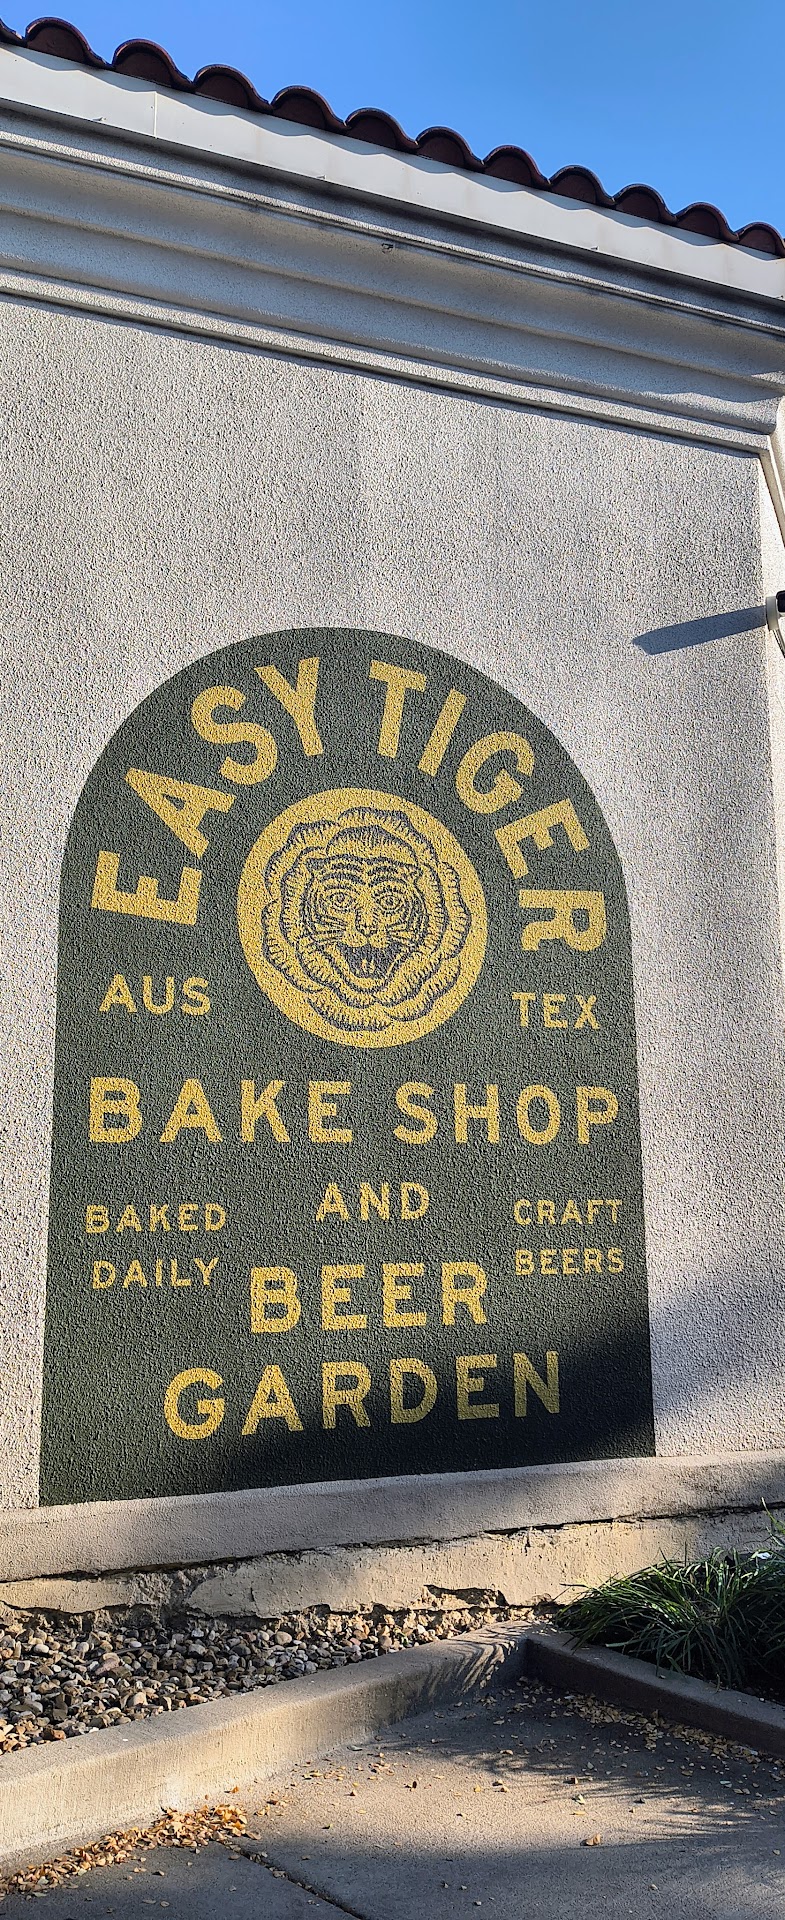 EASY TIGER
AUS TEX
BAKE SHOP
AND
BAKED
DAILY
CRAFT
BEERS
BEER
GARDEN